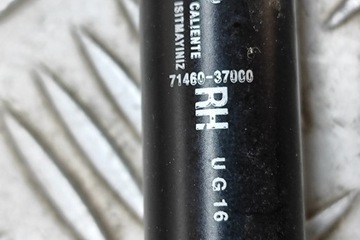 CALIENTE
ISITMAYINIZ
71460-37000
RH
UG16